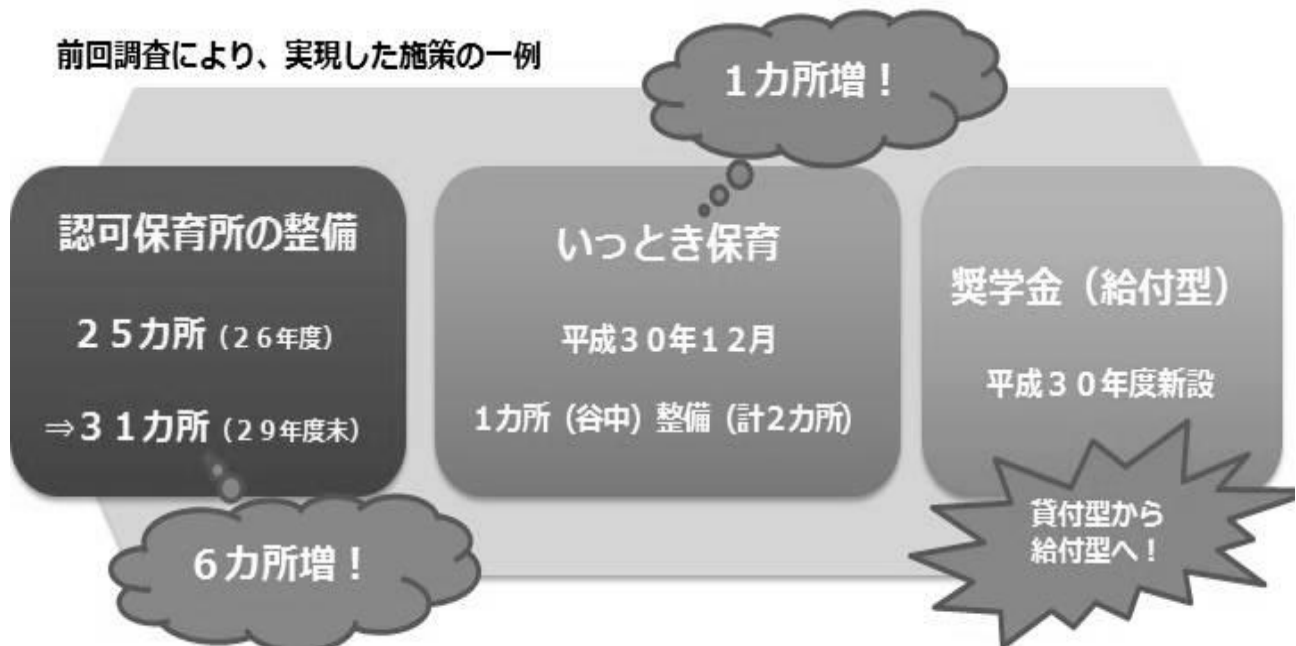 前回調査により、実現した施策の一例
1カ所増！
認可保育所の整備
２５カ所（２６年度）
⇒３１カ所（２９年度末）
６カ所増！
いっとき保育
平成３０年１２月
1カ所（谷中）整備（計2カ所）
奨学金（給付型）
平成３０年度新設
貸付型から
給付型へ！